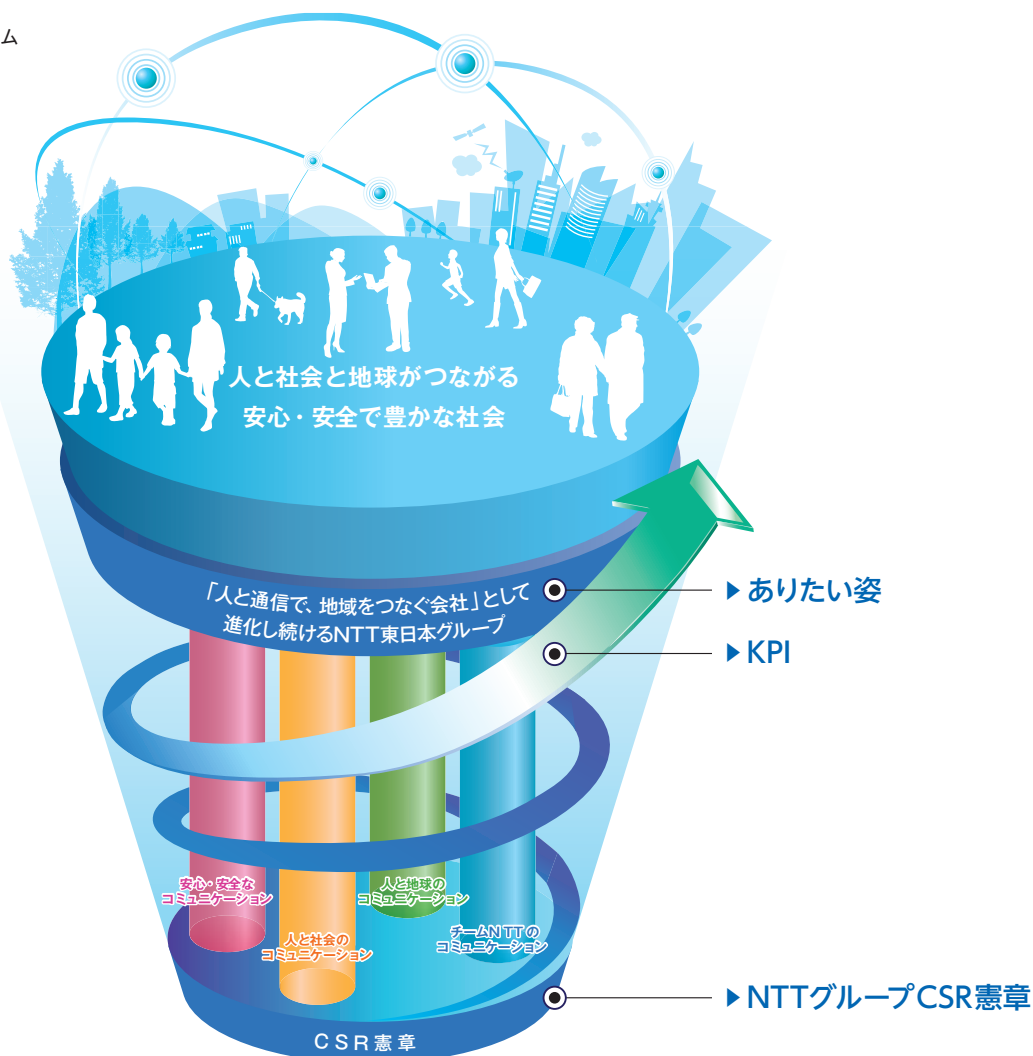 ム
人と社会と地球がつながる
安心・安全で豊かな社会
「人と通信で、地域をつなぐ会社」として
進化し続けるNTT東日本グループ
▶ありたい姿
▶KPI
安心・安全な
コミュニケーション
人と地球の
コミュニケーション
人と社会の
コミュニケーション
チームNTTの
コミュニケーション
▶NTTグループCSR憲章
CSR憲章